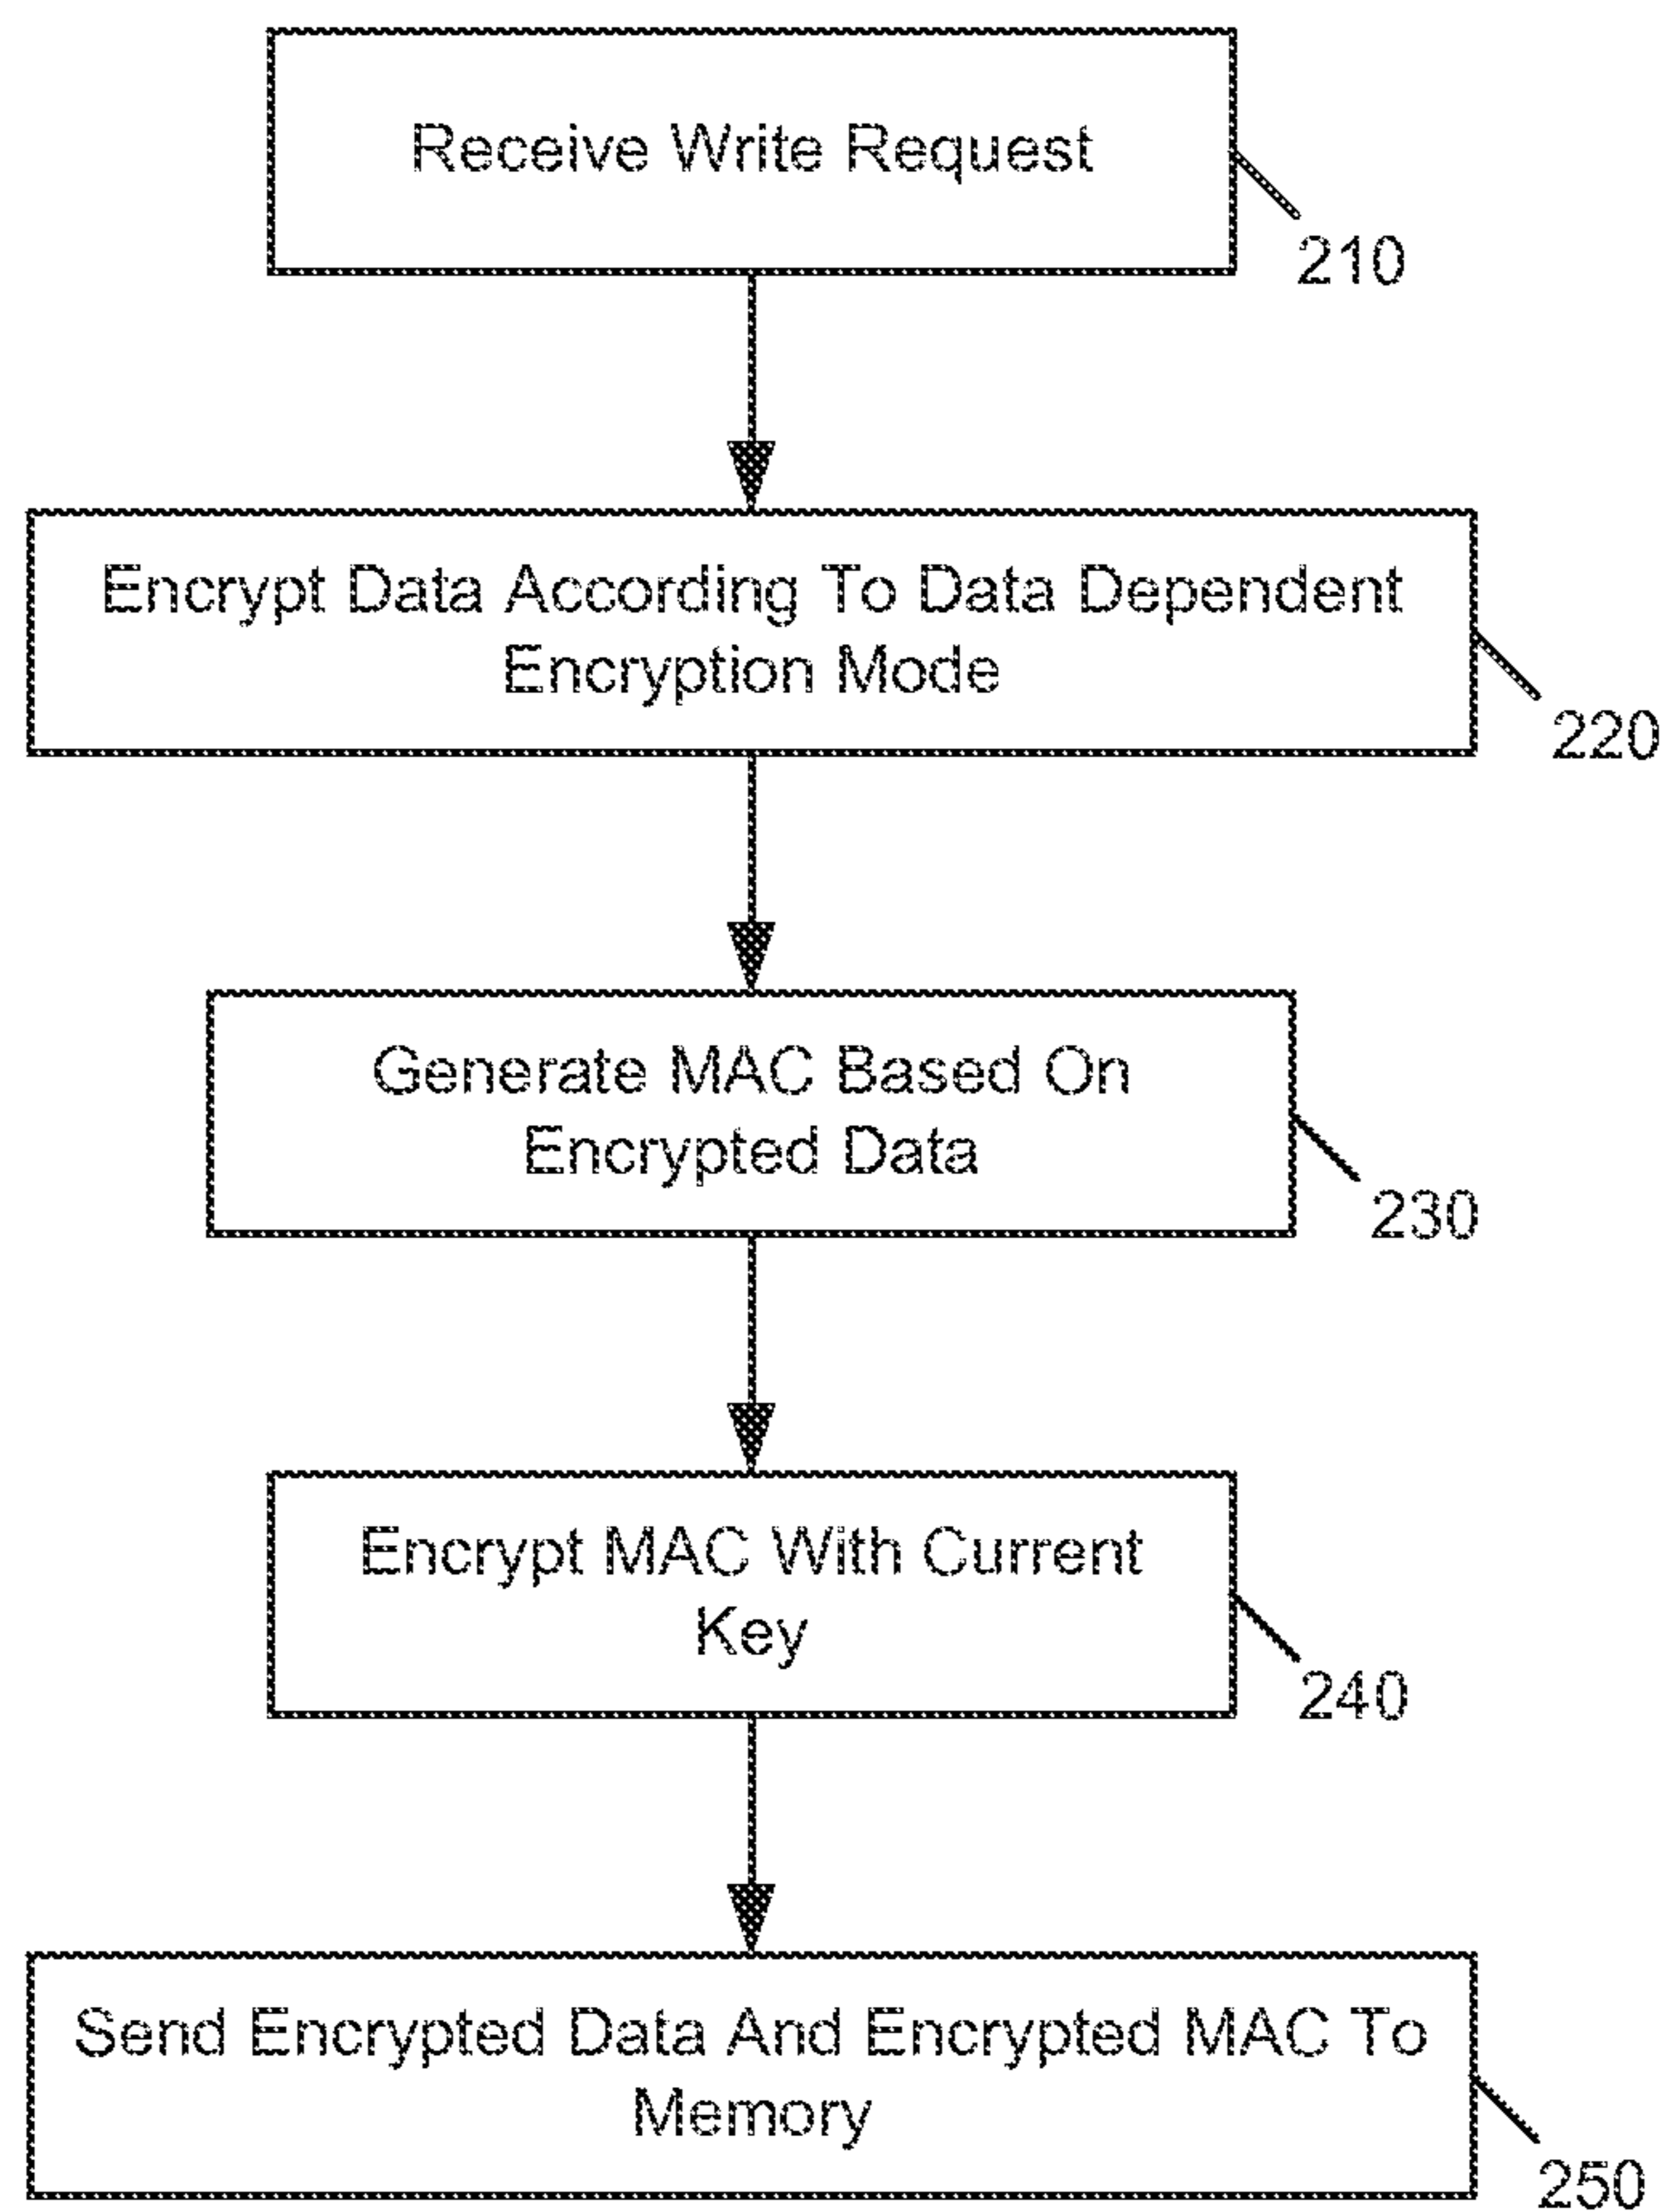 Receive Write Request
210
Encrypt Data According To Data Dependent
Encryption Mode
220
Generate MAC Based On
Encrypted Data
230
Encrypt MAC With Current
Key
240
Send Encrypted Data And Encrypted MAC To
Memory
250